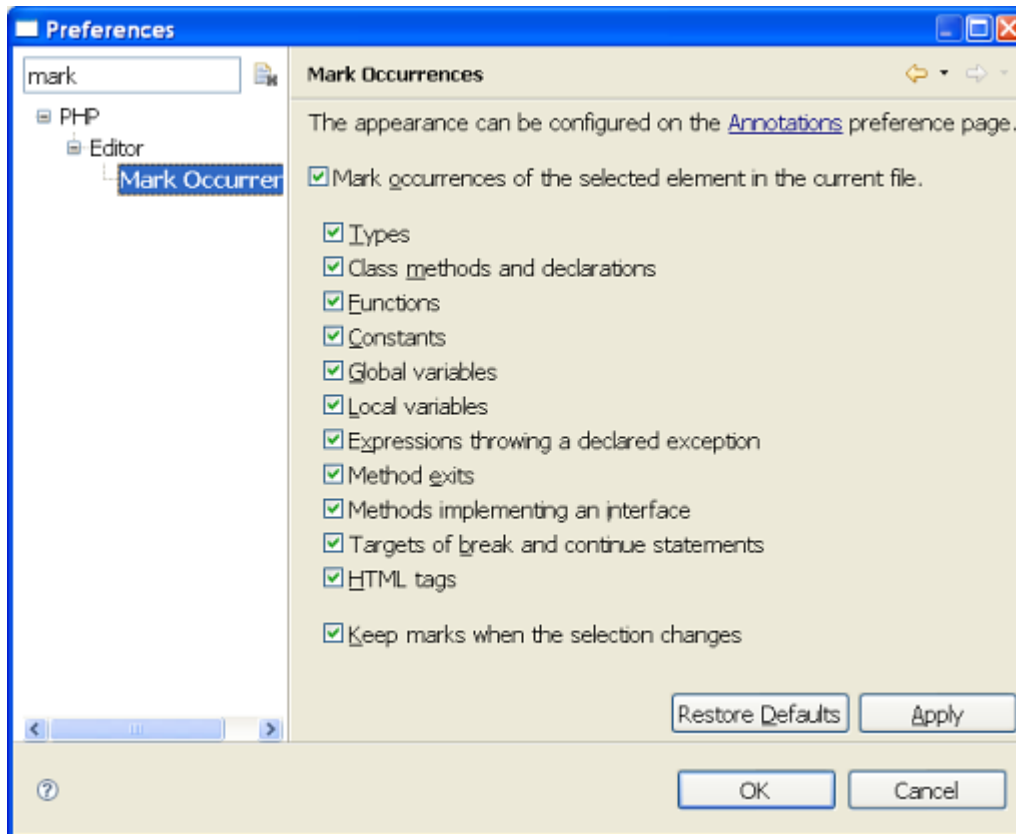 Preferences
mark
PHP
Editor
Mark Occurren
Mark Occurrences
The appearance can be configured on the Annotations preference page.
Mark occurrences of the selected element in the current file.
Types
Class methods and declarations
Functions
Constants
Global variables
Local variables
Expressions throwing a declared exception
Method exits
Methods implementing an interface
Targets of break and continue statements
HTML tags
Keep marks when the selection changes
Restore Defaults
Apply
?
OK
Cancel